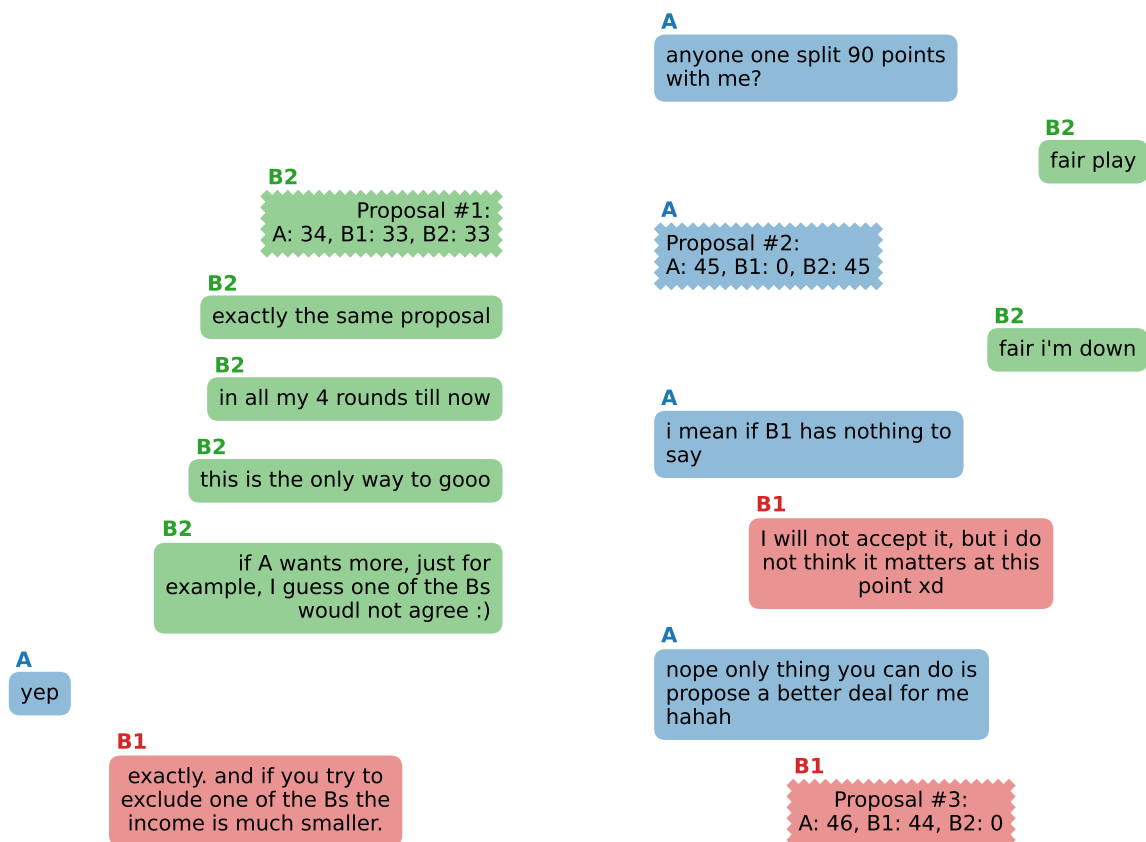 B2
Proposal #1:
A: 34, B1: 33, B2: 33
B2
exactly the same proposal
B2
in all my 4 rounds till now
B2
this is the only way to gooo
B2
if A wants more, just for
example, I guess one of the Bs
woudl not agree :)
A
yep
B1
exactly. and if you try to
exclude one of the Bs the
income is much smaller.
A
anyone one split 90 points
with me?
B2
fair play
A
Proposal #2:
A: 45, B1: 0, B2: 45
B2
fair i'm down
A
i mean if B1 has nothing to
say
B1
I will not accept it, but i do
not think it matters at this
point xd
A
nope only thing you can do is
propose a better deal for me
hahah
B1
Proposal #3:
A: 46, B1: 44, B2: 0